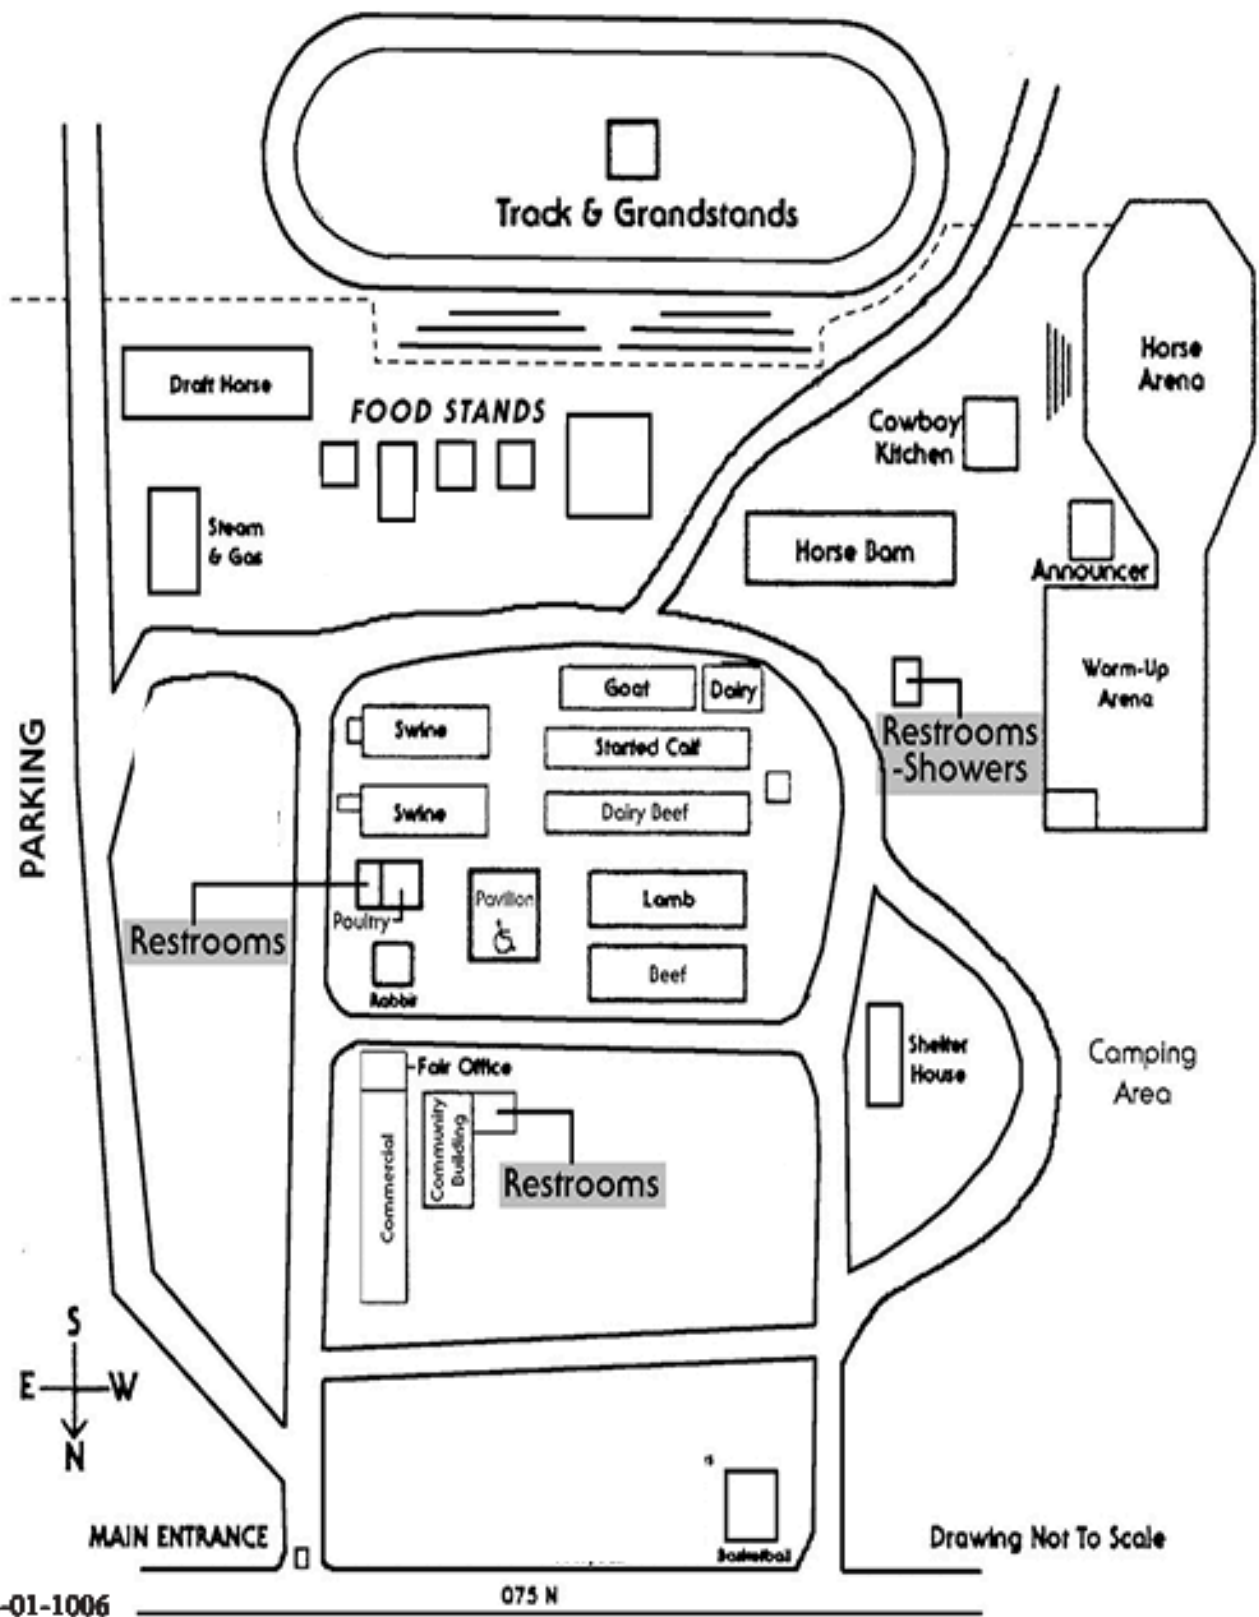 Track & Grandstands
Draft Horse
FOOD STANDS
Horse
Arena
Cowboy
Kitchen
Steam
& Gas
Horse Barn
Announcer
Goat
Dairy
Warm-Up
Arena
Swine
Started Calf
Restrooms
-Showers
PARKING
Swine
Dairy Beef
Pavilion
Lamb
Poultry
Restrooms
Beef
Rabbit
Shelter
House
Camping
Area
Fair Office
Community
Building
Commercial
Restrooms
S
E
W
N
MAIN ENTRANCE
Basketball
Drawing Not To Scale
075 N
-01-1006